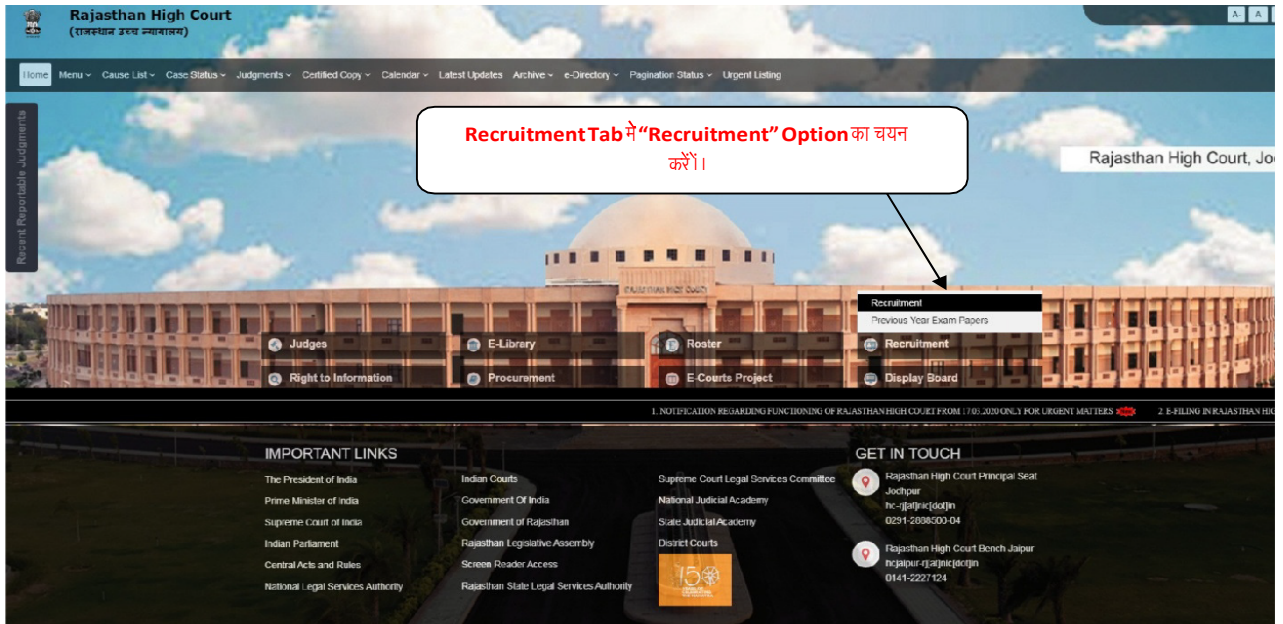 Rajasthan High Court
(राजस्थान उच्च न्यायालय)
A- A
Home Menu Cause List Case Status Judgments Certified Copy Calendar Latest Updates Archive e-Directory Pagination Status Urgent Listing
Recent Reportable Judgments
Recruitment Tab मे "Recruitment" Option का चयन
करें।
Rajasthan High Court, Jo
RAJASTHAN HIGH COURT
Recruitment
Previous Year Exam Papers
Judges E-Library Roster Recruitment
Right to Information Procurement E-Courts Project Display Board
1. NOTIFICATION REGARDING FUNCTIONING OF RAJASTHAN HIGH COURT FROM 17.03.2020 ONLY FOR URGENT MATTERS 2. E-FILING IN RAJASTHAN HIG
IMPORTANT LINKS
The President of India
Prime Minister of India
Supreme Court of India
Indian Parliament
Central Acts and Rules
National Legal Services Authority
Indian Courts
Government Of India
Government of Rajasthan
Rajasthan Legislative Assembly
Screen Reader Access
Rajasthan State Legal Services Authority
Supreme Court Legal Services Committee
National Judicial Academy
State Judicial Academy
District Courts
150
GET IN TOUCH
Rajasthan High Court Principal Seat
Jodhpur
hc-rj[at]nic[dot]in
0291-2888500-04
Rajasthan High Court Bench Jaipur
hcjaipur-rj[at]nic[dot]in
0141-2227124